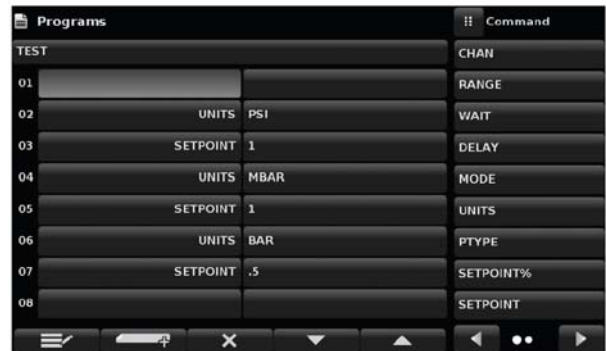 Programs
TEST
01
02 UNITS PSI
03 SETPOINT 1
04 UNITS MBAR
05 SETPOINT 1
06 UNITS BAR
07 SETPOINT .5
08
Command
CHAN
RANGE
WAIT
DELAY
MODE
UNITS
PTYPE
SETPOINT%
SETPOINT